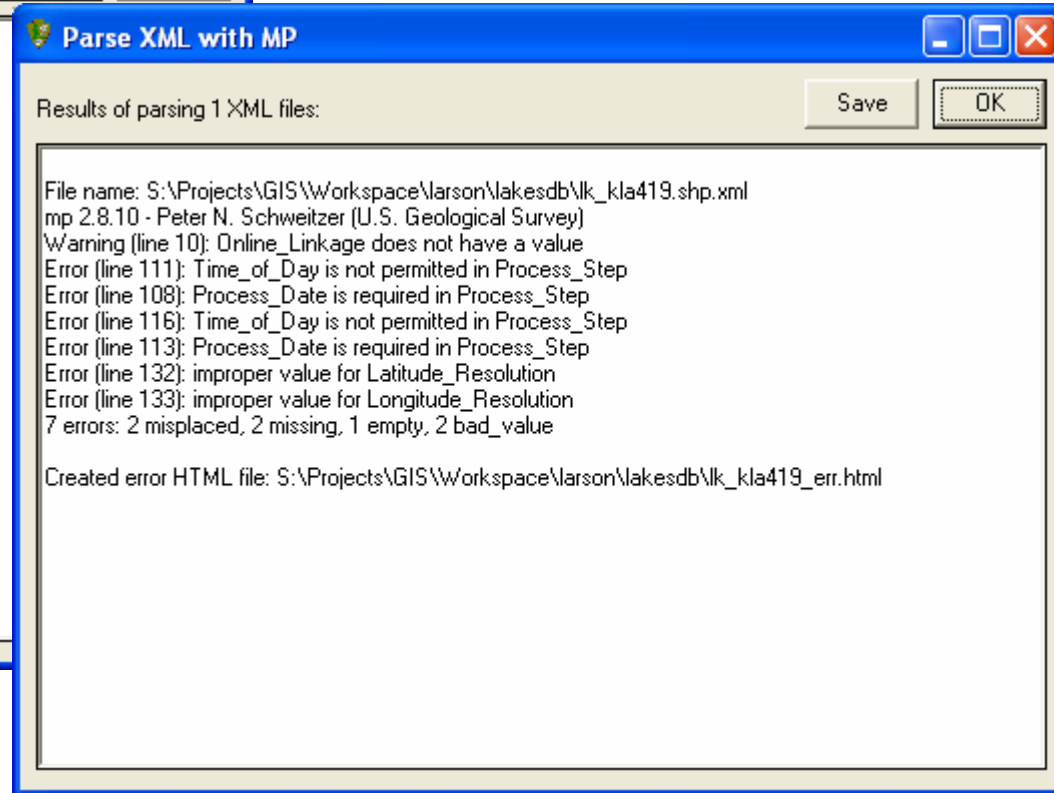 Parse XML with MP
Results of parsing 1 XML files:
Save
OK
File name: S:\Projects\GIS\Workspace\larson\lakesdb\lk_kla419.shp.xml
mp 2.8.10 - Peter N. Schweitzer (U.S. Geological Survey)
Warning (line 10): Online_Linkage does not have a value
Error (line 111): Time_of_Day is not permitted in Process_Step
Error (line 108): Process_Date is required in Process_Step
Error (line 116): Time_of_Day is not permitted in Process_Step
Error (line 113): Process_Date is required in Process_Step
Error (line 132): improper value for Latitude_Resolution
Error (line 133): improper value for Longitude_Resolution
7 errors: 2 misplaced, 2 missing, 1 empty, 2 bad_value
Created error HTML file: S:\Projects\GIS\Workspace\larson\lakesdb\lk_kla419_err.html